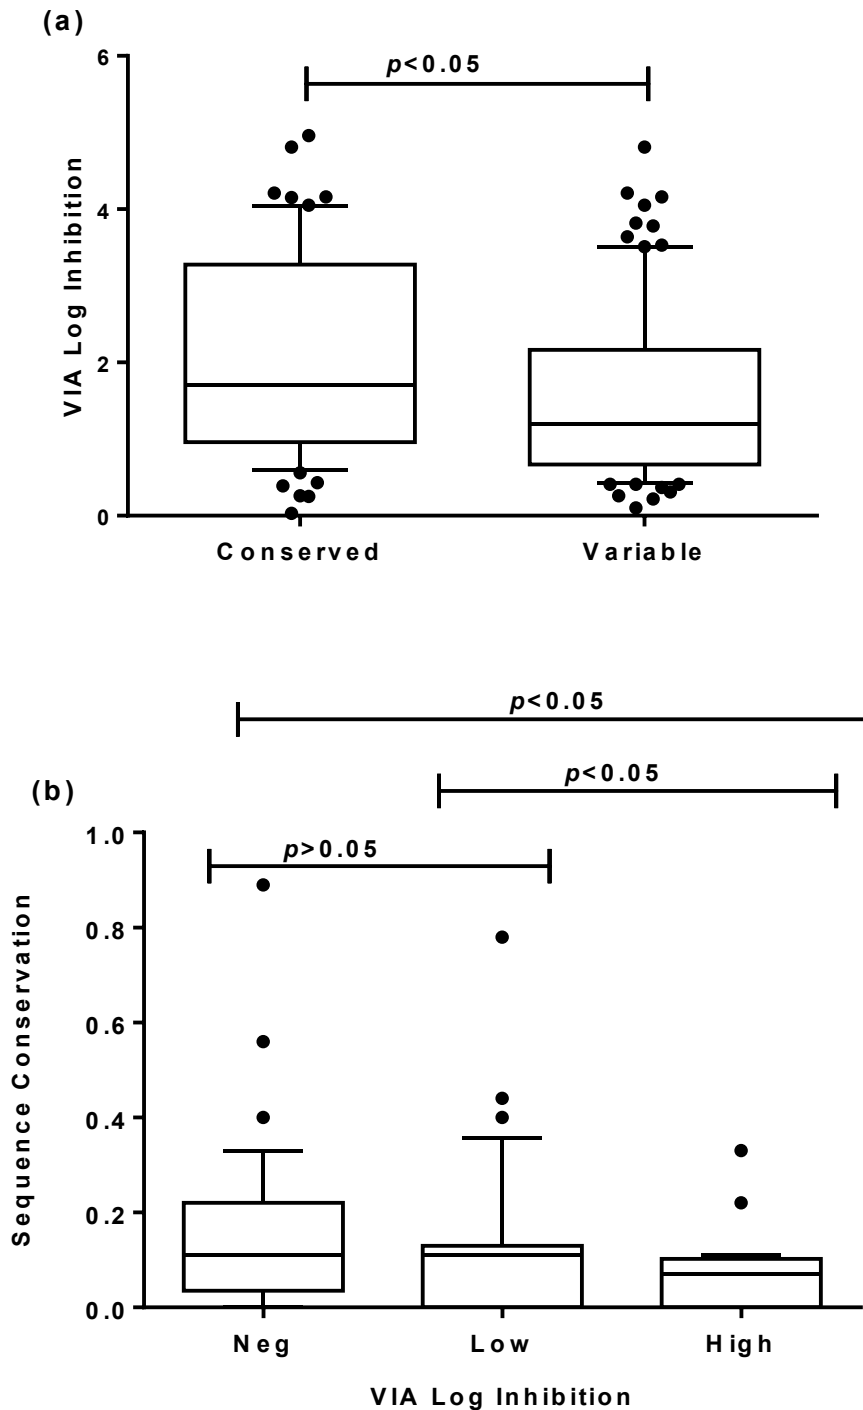 (a)
6
p<0.05
4
VIA Log Inhibition
2
0
Conserved Variable
p<0.05
p<0.05
(b)
1.0
p>0.05
0.8
0.6
Sequence Conservation
0.4
0.2
0.0
Neg Low High
VIA Log Inhibition